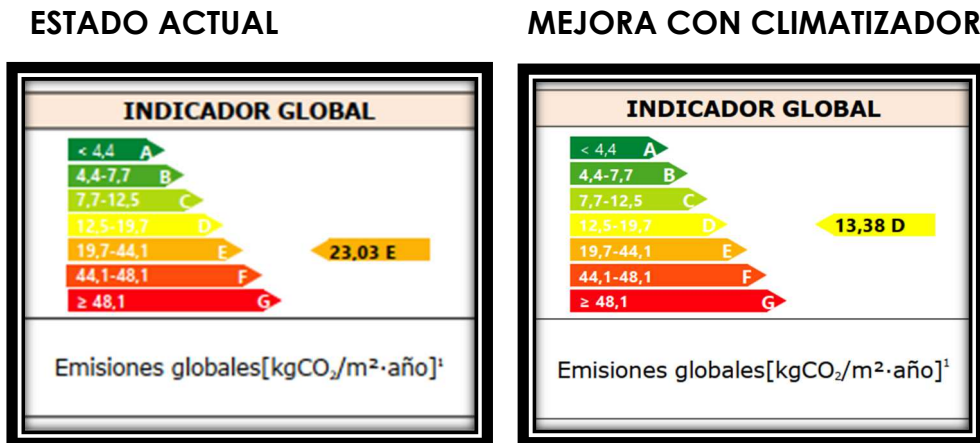 ESTADO ACTUAL
INDICADOR GLOBAL
< 4,4 A
4,4-7,7 B
7,7-12,5 C
12,5-19,7 D
19,7-44,1 E
23,03 E
44,1-48,1 F
≥ 48,1 G
Emisiones globales[kgCO₂/m²·año]¹
MEJORA CON CLIMATIZADOR
INDICADOR GLOBAL
< 4,4 A
4,4-7,7 B
7,7-12,5 C
12,5-19,7 D
13,38 D
19,7-44,1 E
44,1-48,1 F
≥ 48,1 G
Emisiones globales[kgCO₂/m²·año]¹